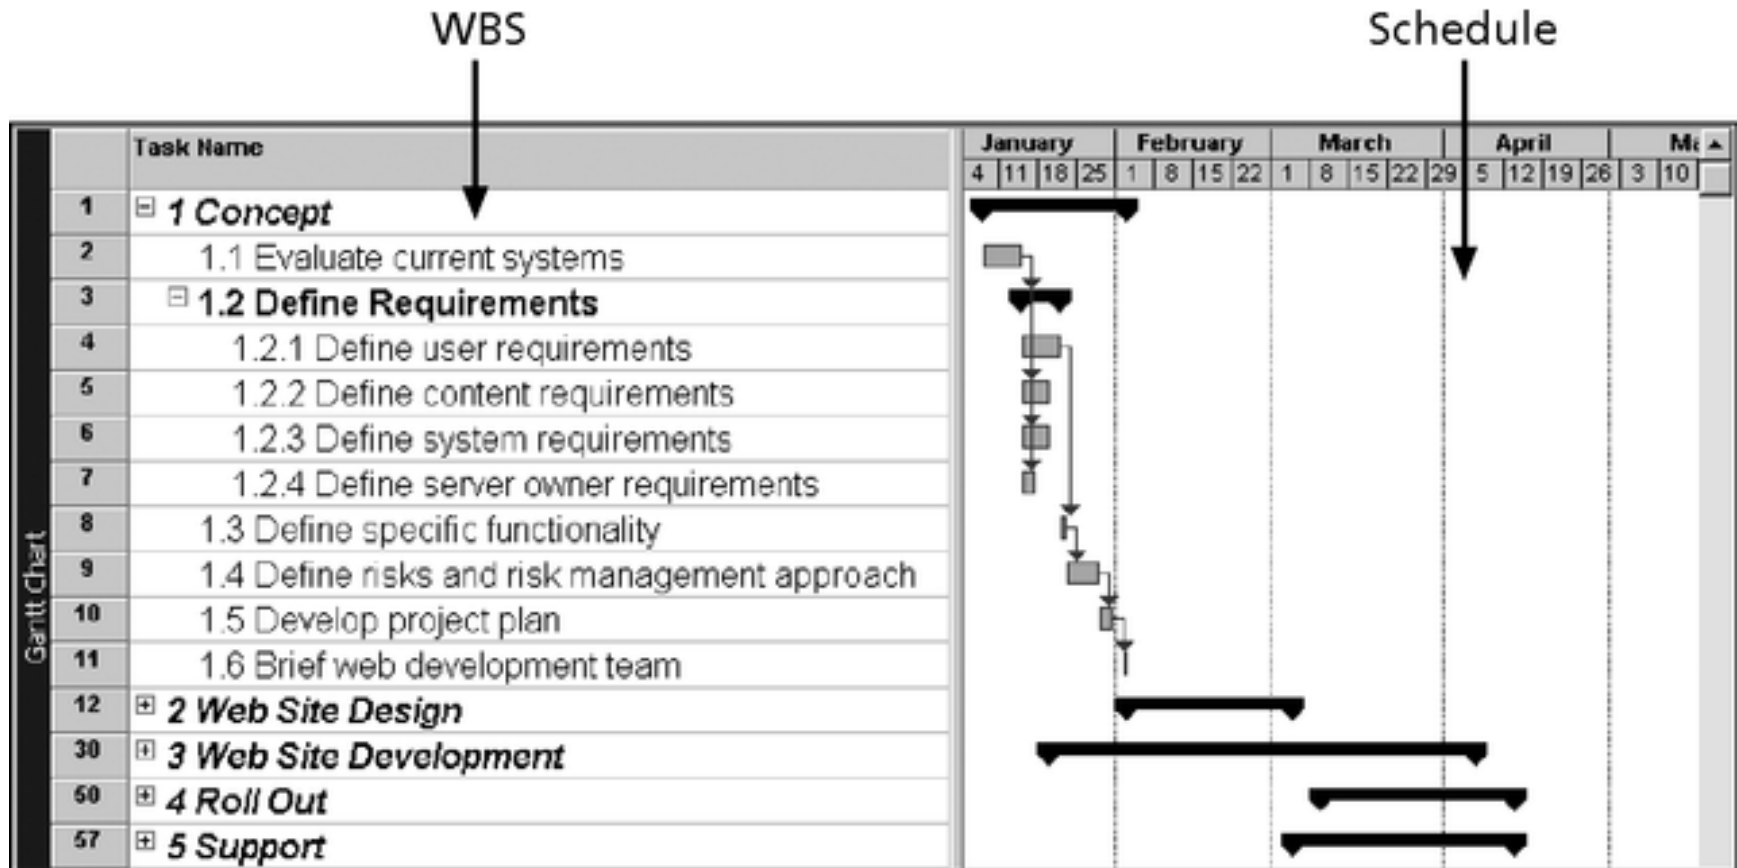 WBS Schedule
Task Name January February March April Ma
4 11 18 25 1 8 15 22 1 8 15 22 29 5 12 19 26 3 10
1 1 Concept
2 1.1 Evaluate current systems
3 1.2 Define Requirements
4 1.2.1 Define user requirements
5 1.2.2 Define content requirements
6 1.2.3 Define system requirements
7 1.2.4 Define server owner requirements
8 1.3 Define specific functionality
9 1.4 Define risks and risk management approach
10 1.5 Develop project plan
11 1.6 Brief web development team
12 2 Web Site Design
30 3 Web Site Development
50 4 Roll Out
57 5 Support
Gantt Chart